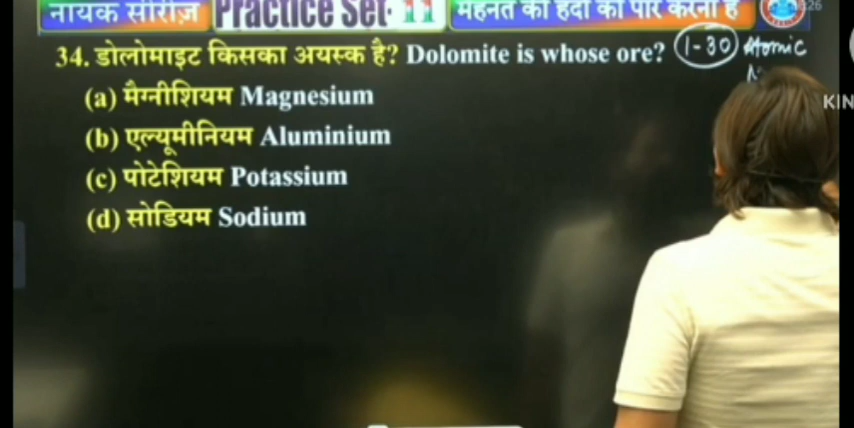 नायक सीरीज़ Practice Set- 11 मेहनत की हदों को पार करना है
34. डोलोमाइट किसका अयस्क है? Dolomite is whose ore? 1-30 Atomic
(a) मैग्नीशियम Magnesium
KIN
(b) एल्यूमीनियम Aluminium
(c) पोटेशियम Potassium
(d) सोडियम Sodium